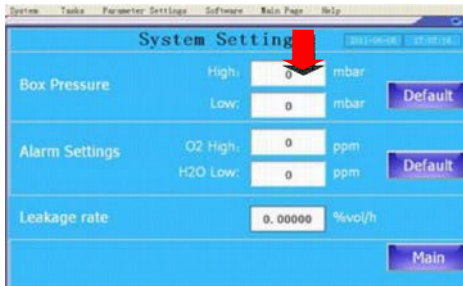 System Tasks Parameter Settings Software Main Page Help
System Setting
Box Pressure
High: 0 mbar
Low: 0 mbar
Default
Alarm Settings
O2 High: 0 ppm
H2O Low: 0 ppm
Default
Leakage rate 0.00000 %vol/h
Main